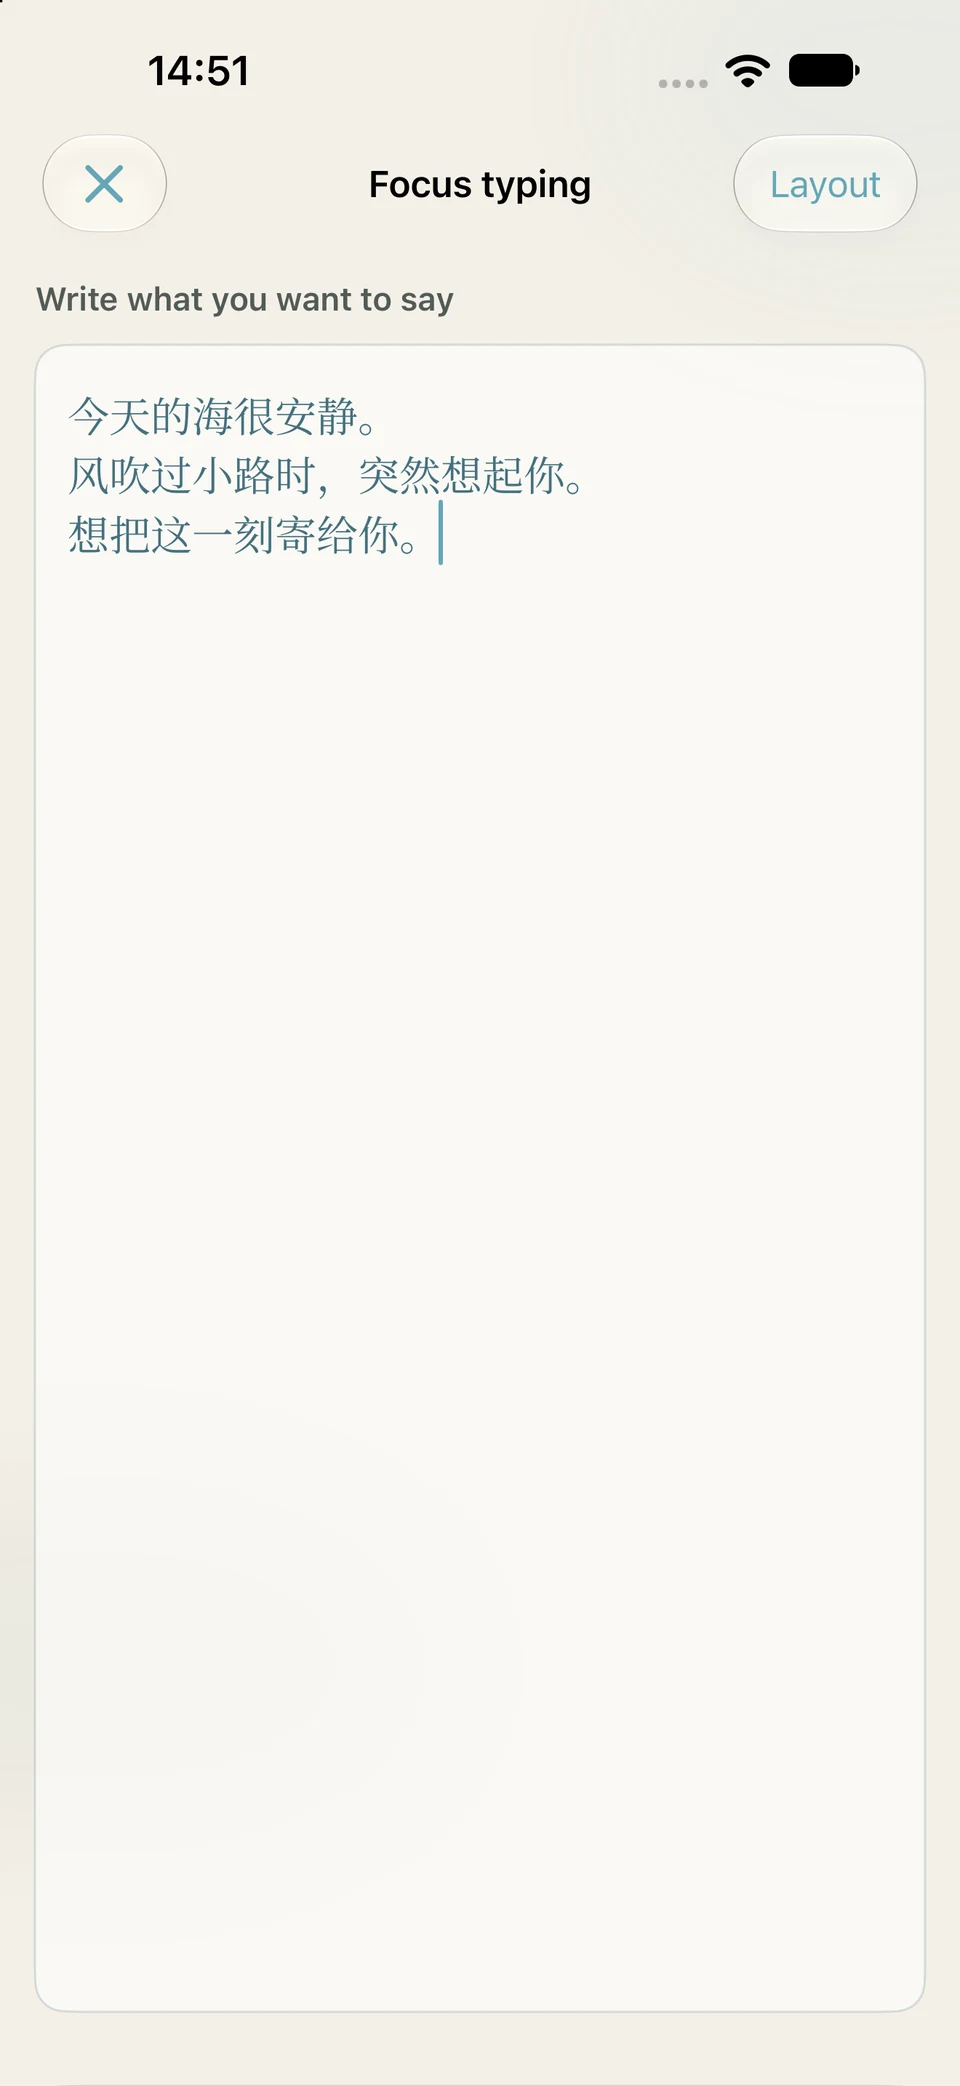 14:51
Focus typing
Layout
Write what you want to say
今天的海很安静。
风吹过小路时，突然想起你。
想把这一刻寄给你。